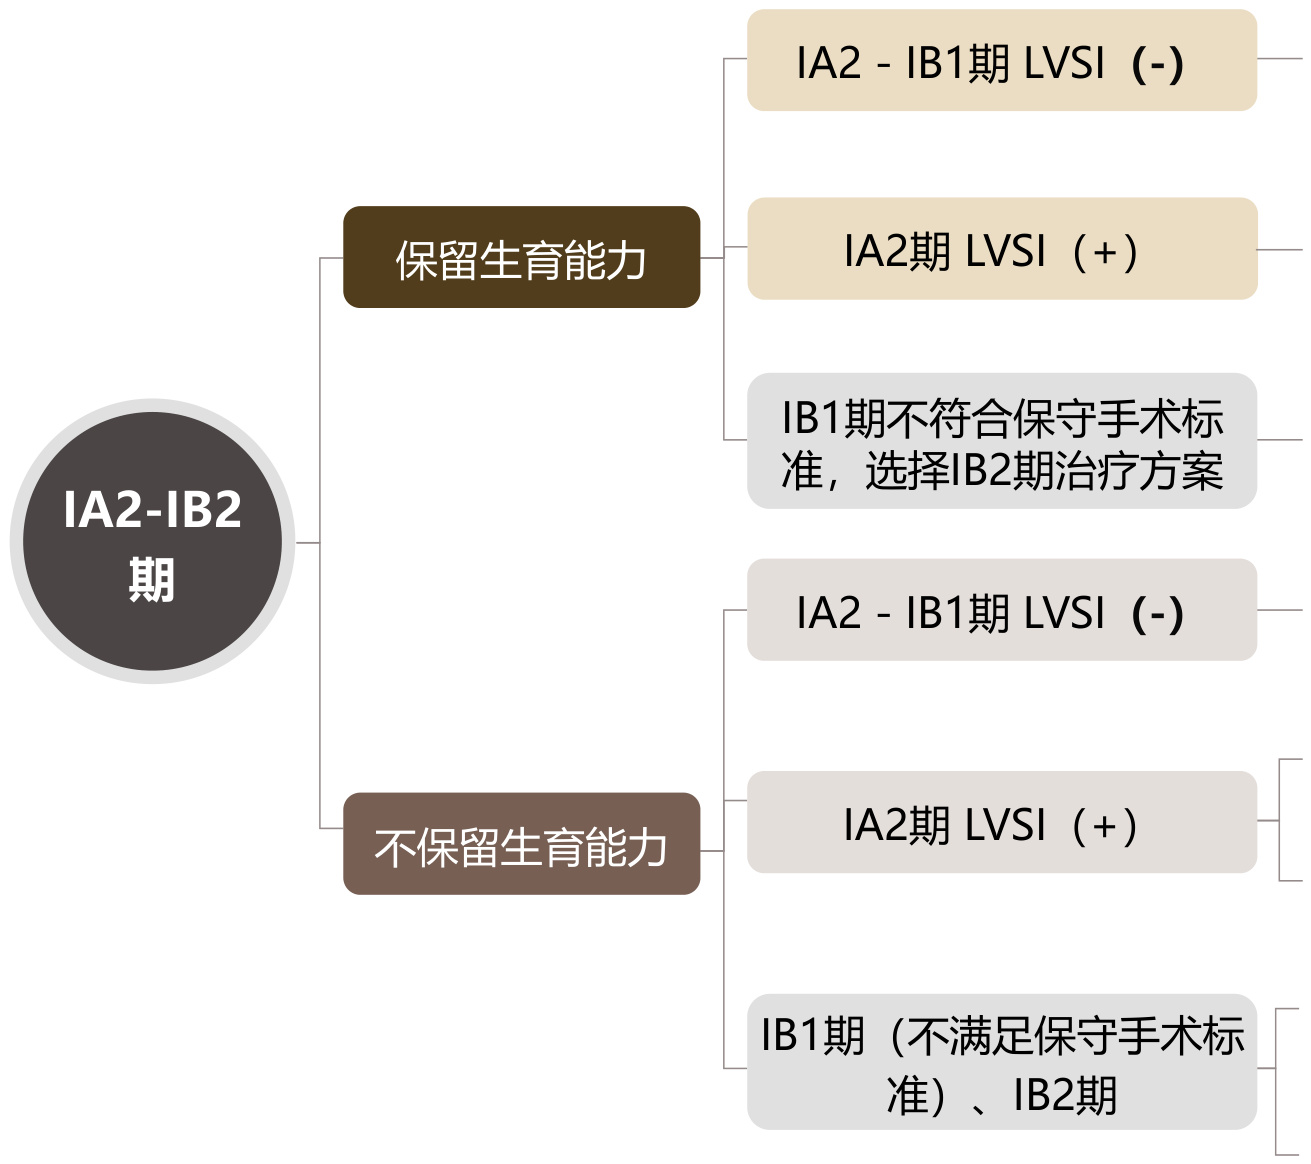 IA2-IB2
期
保留生育能力
IA2 - IB1期 LVSI（-）
IA2期 LVSI（+）
IB1期不符合保守手术标
准，选择IB2期治疗方案
不保留生育能力
IA2 - IB1期 LVSI（-）
IA2期 LVSI（+）
IB1期（不满足保守手术标
准）、IB2期